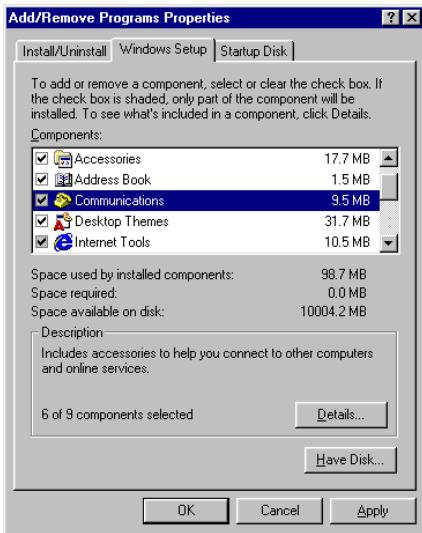 Add/Remove Programs Properties
Install/Uninstall Windows Setup Startup Disk
To add or remove a component, select or clear the check box. If
the check box is shaded, only part of the component will be
installed. To see what's included in a component, click Details.
Components:
Accessories 17.7 MB
Address Book 1.5 MB
Communications 9.5 MB
Desktop Themes 31.7 MB
Internet Tools 10.5 MB
Space used by installed components: 98.7 MB
Space required: 0.0 MB
Space available on disk: 10004.2 MB
Description
Includes accessories to help you connect to other computers
and online services.
6 of 9 components selected Details...
Have Disk...
OK Cancel Apply